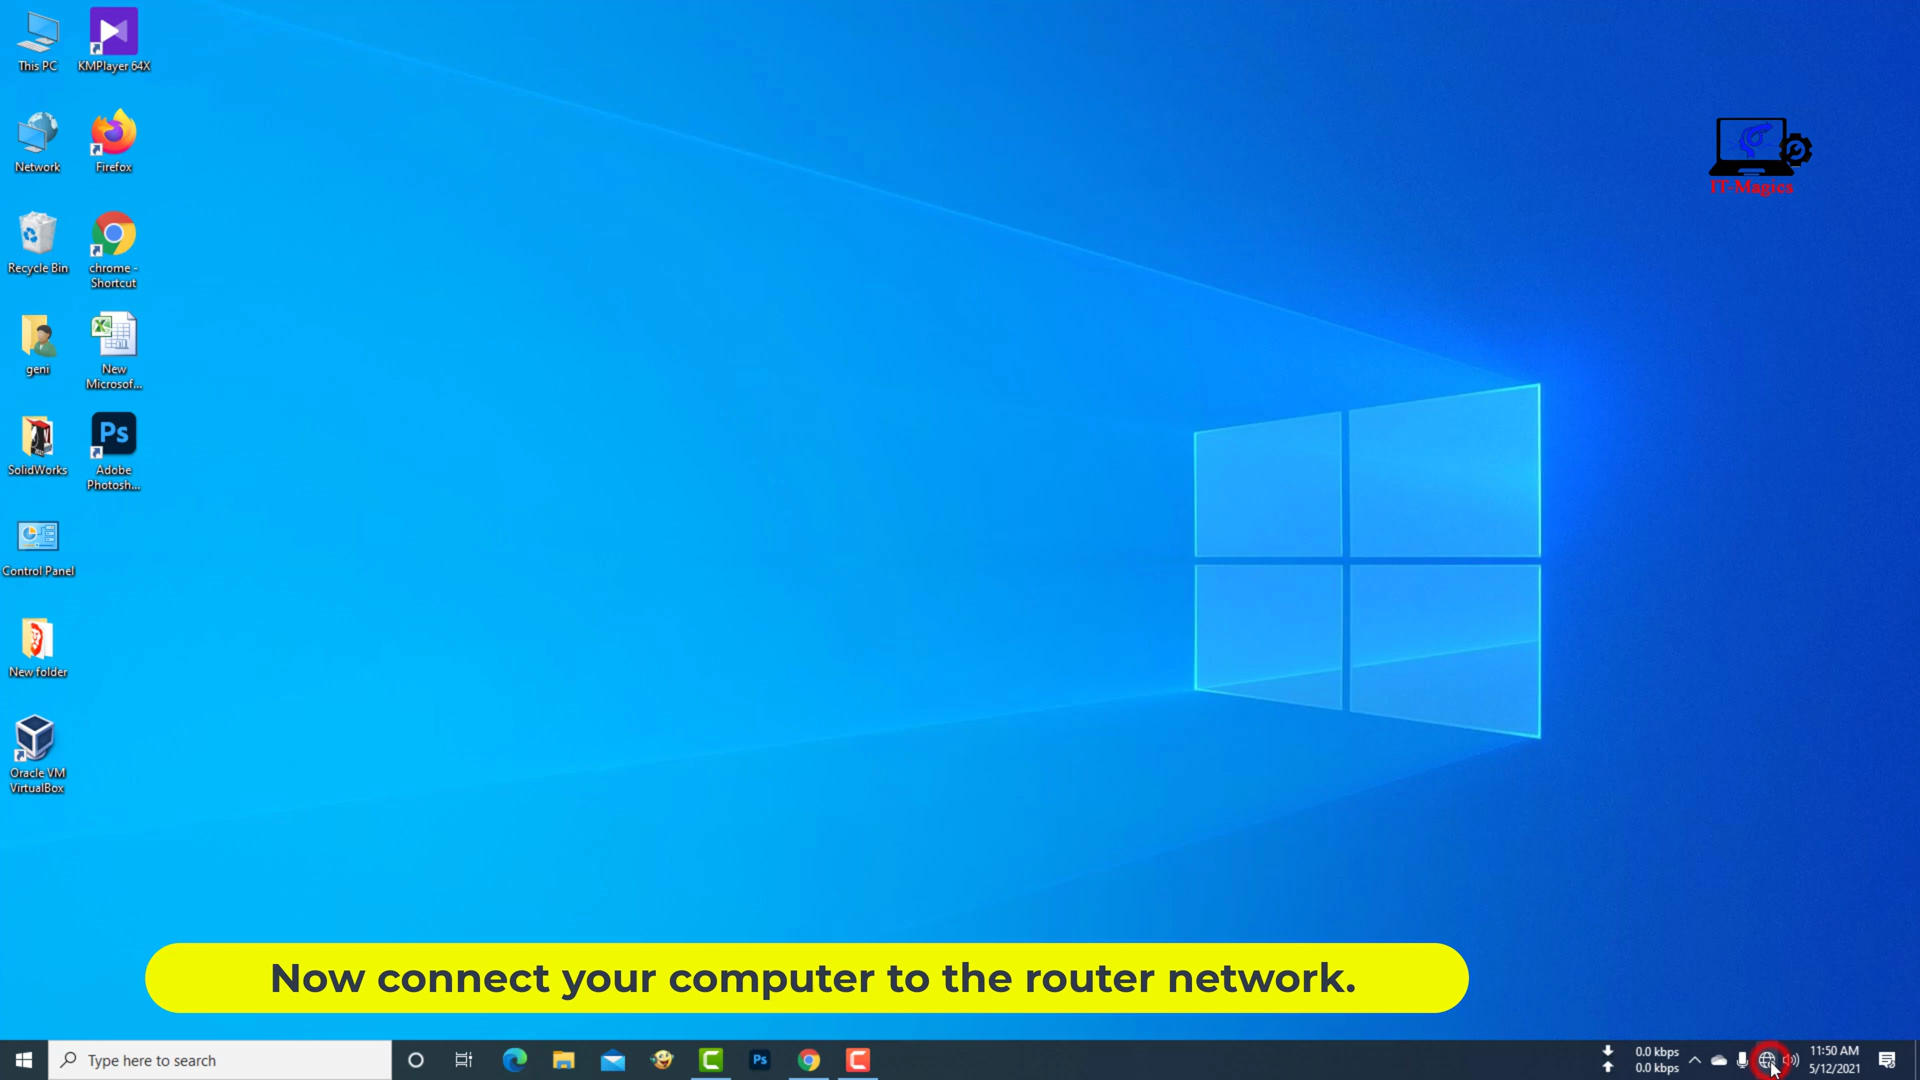 This PC
KMPlayer 64X
Network
Firefox
Recycle Bin
chrome -
Shortcut
geni
New
Microsof...
SolidWorks
Ps
Adobe
Photosh...
Control Panel
New folder
Oracle VM
VirtualBox
IT-Magics
Now connect your computer to the router network.
Type here to search
Ps
0.0 kbps
0.0 kbps
11:50 AM
5/12/2021